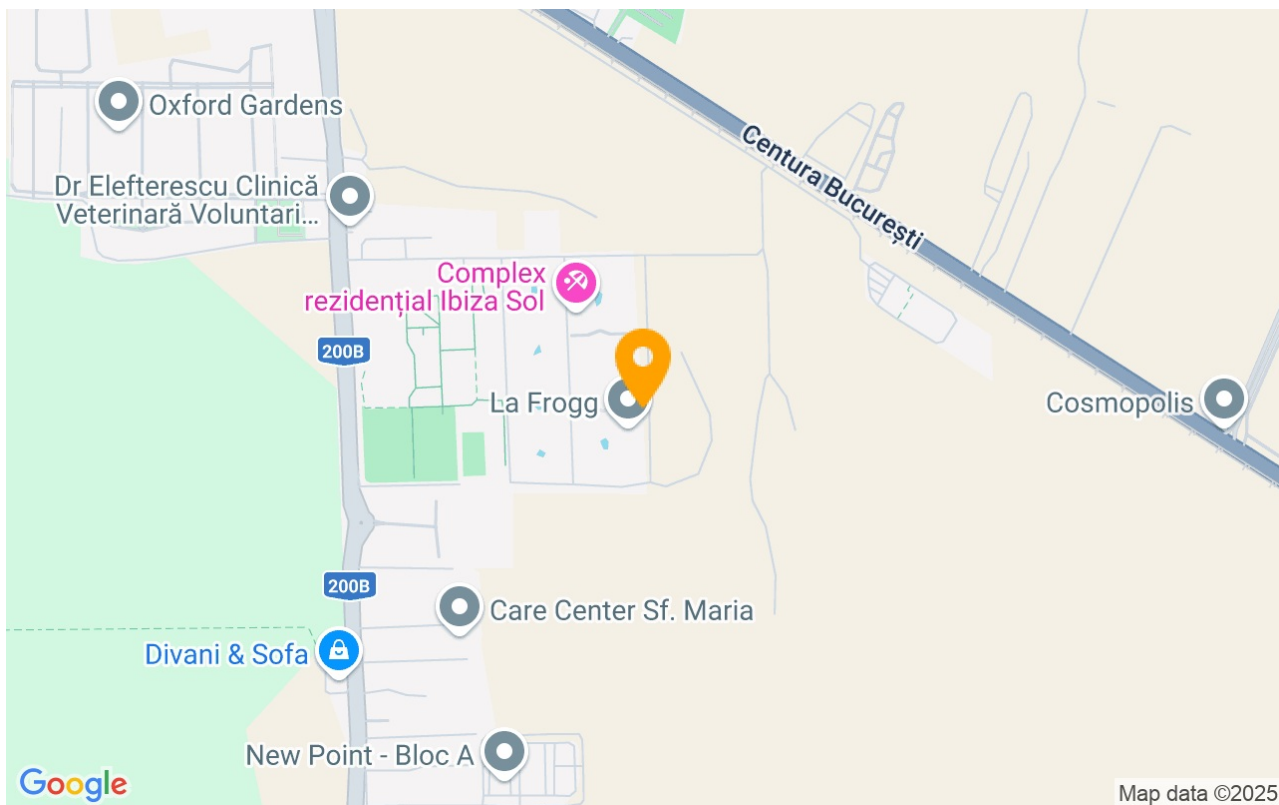 Oxford Gardens
Centura București
Dr Elefterescu Clinică
Veterinară Voluntari...
Complex
rezidențial Ibiza Sol
200B
La Frogg
Cosmopolis
200B
Care Center Sf. Maria
Divani & Sofa
New Point - Bloc A
Google
Map data ©2025